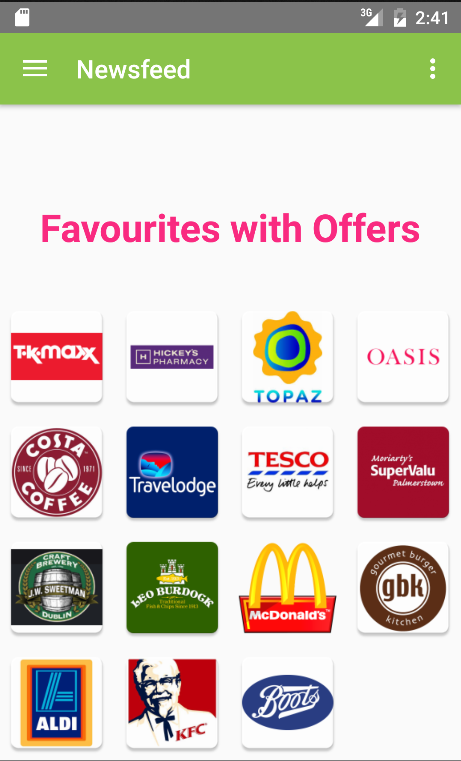 3G 2:41
Newsfeed
Favourites with Offers
T·K·maxx
HICKEY'S
PHARMACY
TOPAZ
OASIS
COSTA
SINCE 1971
COFFEE
Travelodge
TESCO
Every little helps
Moriarty's
SuperValu
Palmerstown
CRAFT
BREWERY
J.W. SWEETMAN
DUBLIN
LEO BURDOCK
Traditional
Fish & Chips Since 1913
McDonald's
gourmet burger
gbk
kitchen
ALDI
KFC
Boots